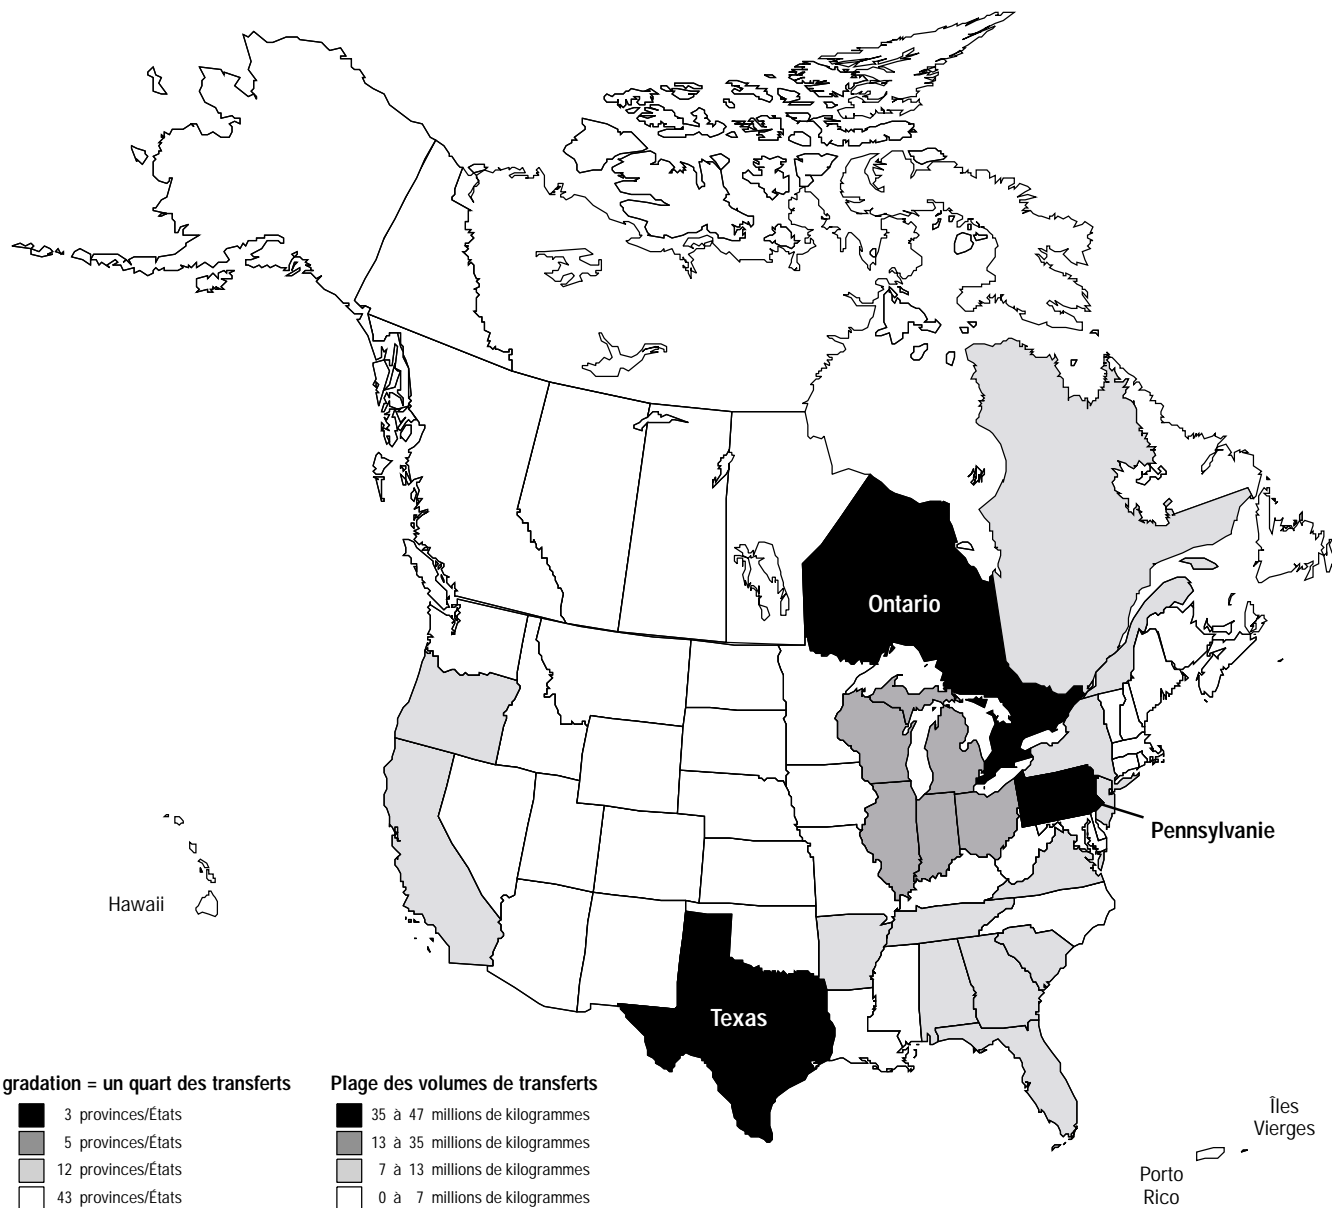 Ontario
Pennsylvanie
Hawaii
Texas
gradation = un quart des transferts
3 provinces/États
5 provinces/États
12 provinces/États
43 provinces/États
Plage des volumes de transferts
35 à 47 millions de kilogrammes
13 à 35 millions de kilogrammes
7 à 13 millions de kilogrammes
0 à 7 millions de kilogrammes
Îles
Vierges
Porto
Rico